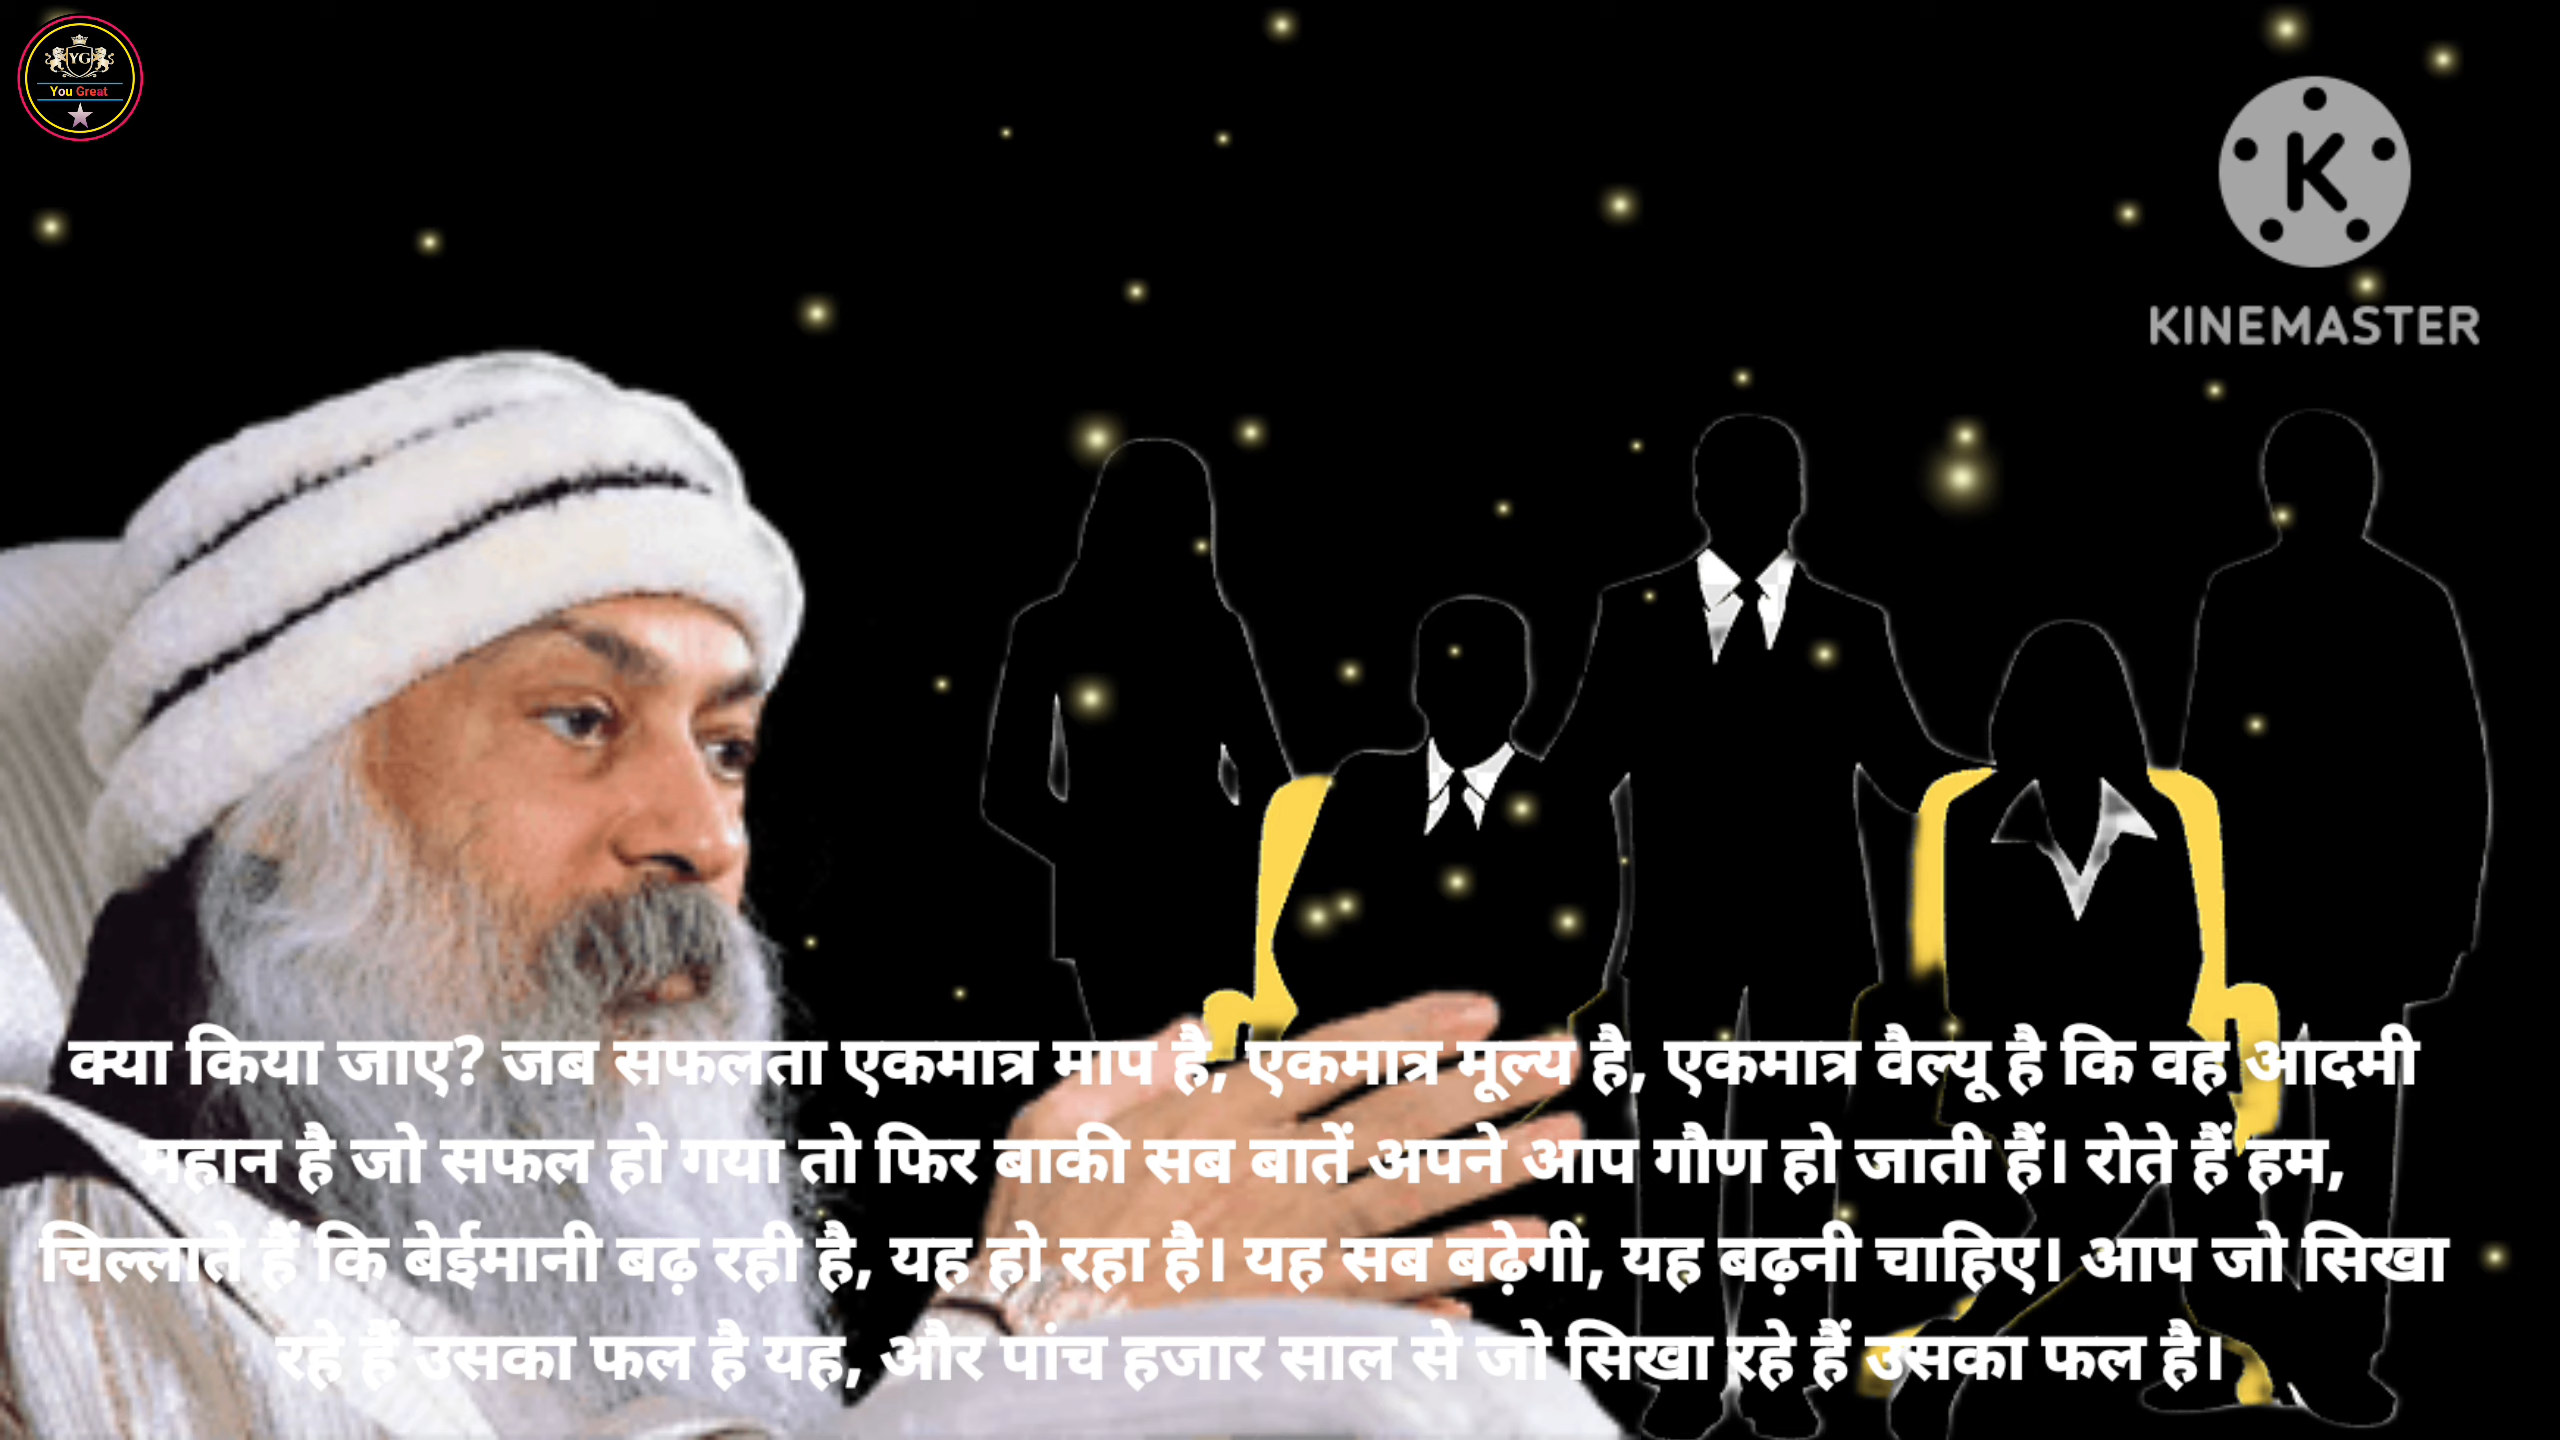 YG
You Great
K
KINEMASTER
क्या किया जाए? जब सफलता एकमात्र माप है, एकमात्र मूल्य है, एकमात्र वैल्यू है कि वह आदमी
महान है जो सफल हो गया तो फिर बाकी सब बातें अपने आप गौण हो जाती हैं। रोते हैं हम,
चिल्लाते हैं कि बेईमानी बढ़ रही है, यह हो रहा है। यह सब बढ़ेगी, यह बढ़नी चाहिए। आप जो सिखा
रहे हैं उसका फल है यह, और पांच हजार साल से जो सिखा रहे हैं उसका फल है।